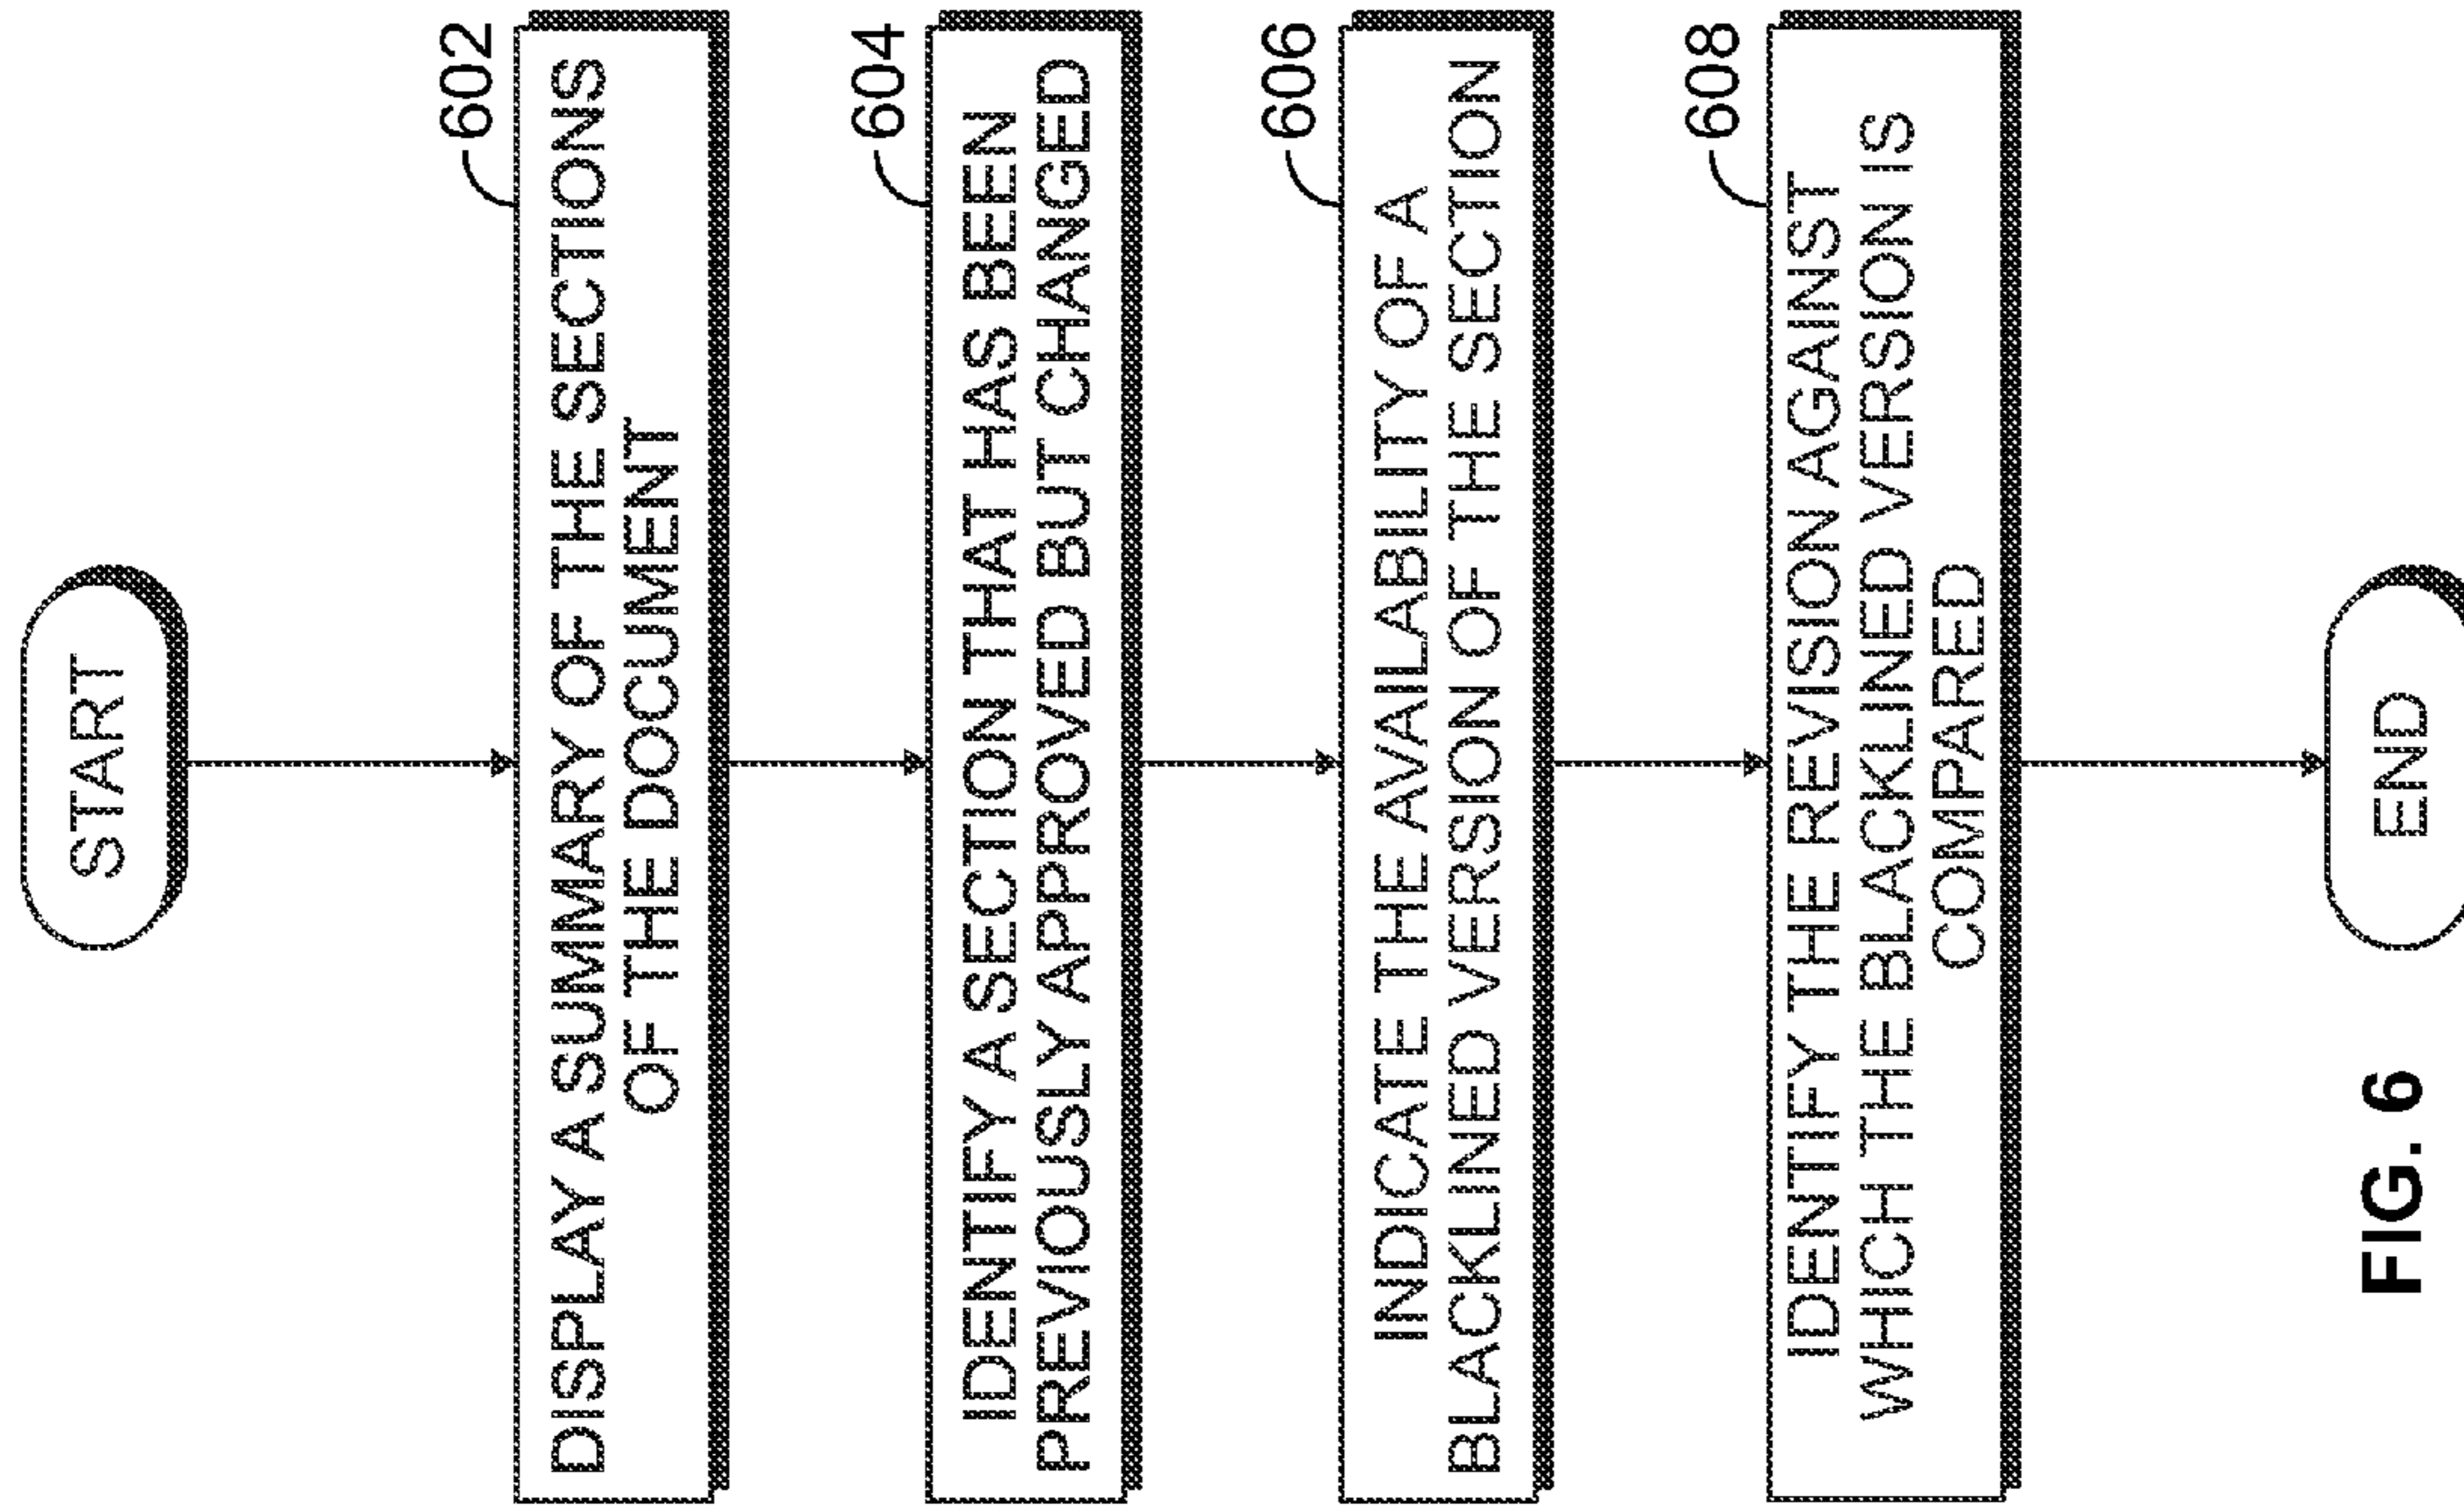 START
602
DISPLAY A SUMMARY OF THE SECTIONS
OF THE DOCUMENT
604
IDENTIFY A SECTION THAT HAS BEEN
PREVIOUSLY APPROVED BUT CHANGED
606
INDICATE THE AVAILABILITY OF A
BLACKLINED VERSION OF THE SECTION
608
IDENTIFY THE REVISION AGAINST
WHICH THE BLACKLINED VERSION IS
COMPARED
END
FIG. 6